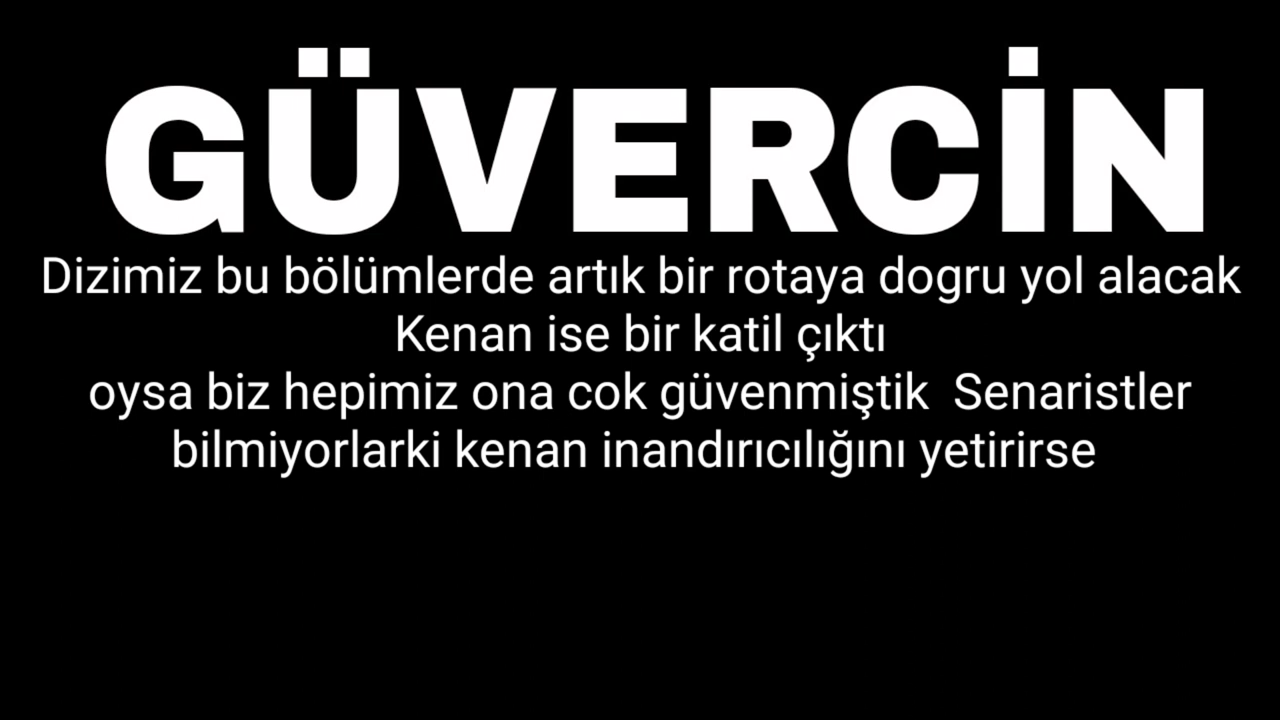 GÜVERCİN
Dizimiz bu bölümlerde artık bir rotaya dogru yol alacak
Kenan ise bir katil çıktı
oysa biz hepimiz ona cok güvenmiştik  Senaristler
bilmiyorlarki kenan inandırıcılığını yetirirse